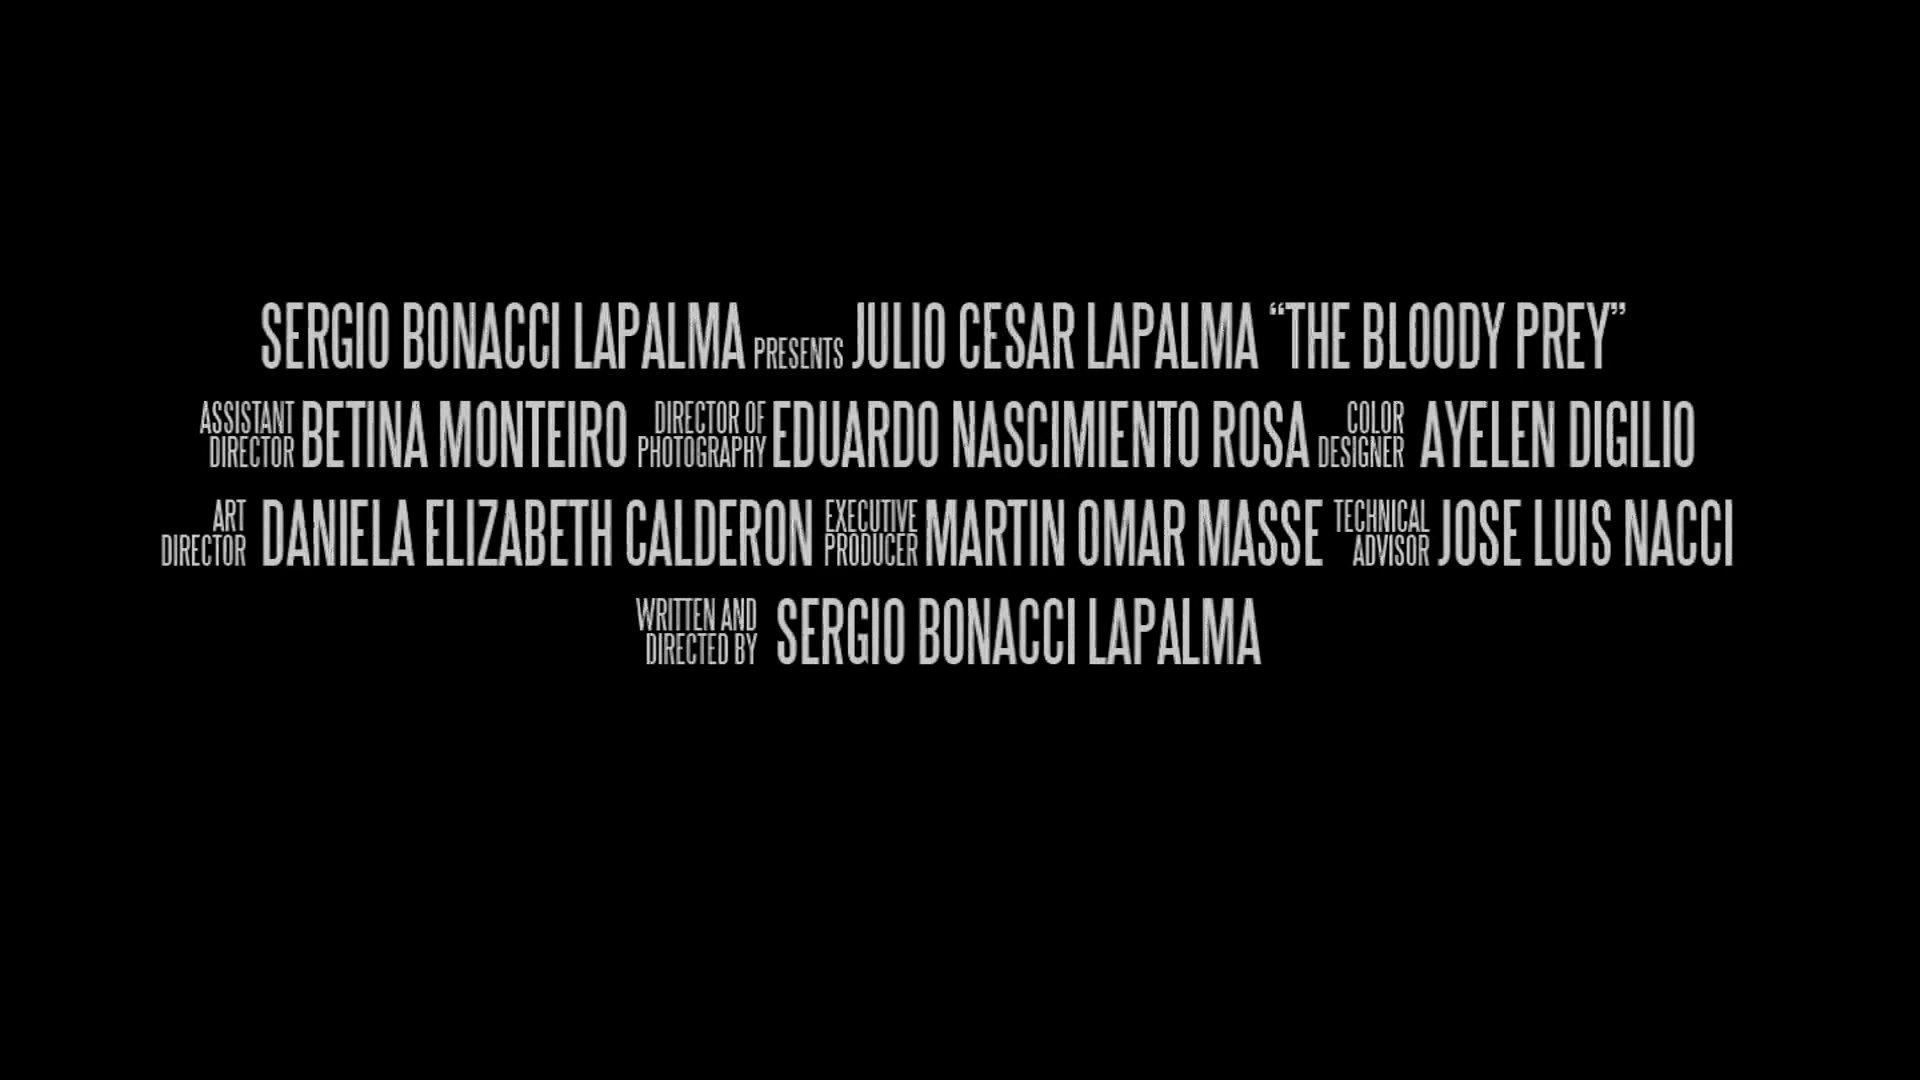 SERGIO BONACCI LAPALMA PRESENTS JULIO CESAR LAPALMA “THE BLOODY PREY”
ASSISTANT DIRECTOR BETINA MONTEIRO DIRECTOR OF PHOTOGRAPHY EDUARDO NASCIMIENTO ROSA COLOR DESIGNER AYELEN DIGILIO
ART DIRECTOR DANIELA ELIZABETH CALDERON EXECUTIVE PRODUCER MARTIN OMAR MASSE TECHNICAL ADVISOR JOSE LUIS NACCI
WRITTEN AND DIRECTED BY SERGIO BONACCI LAPALMA